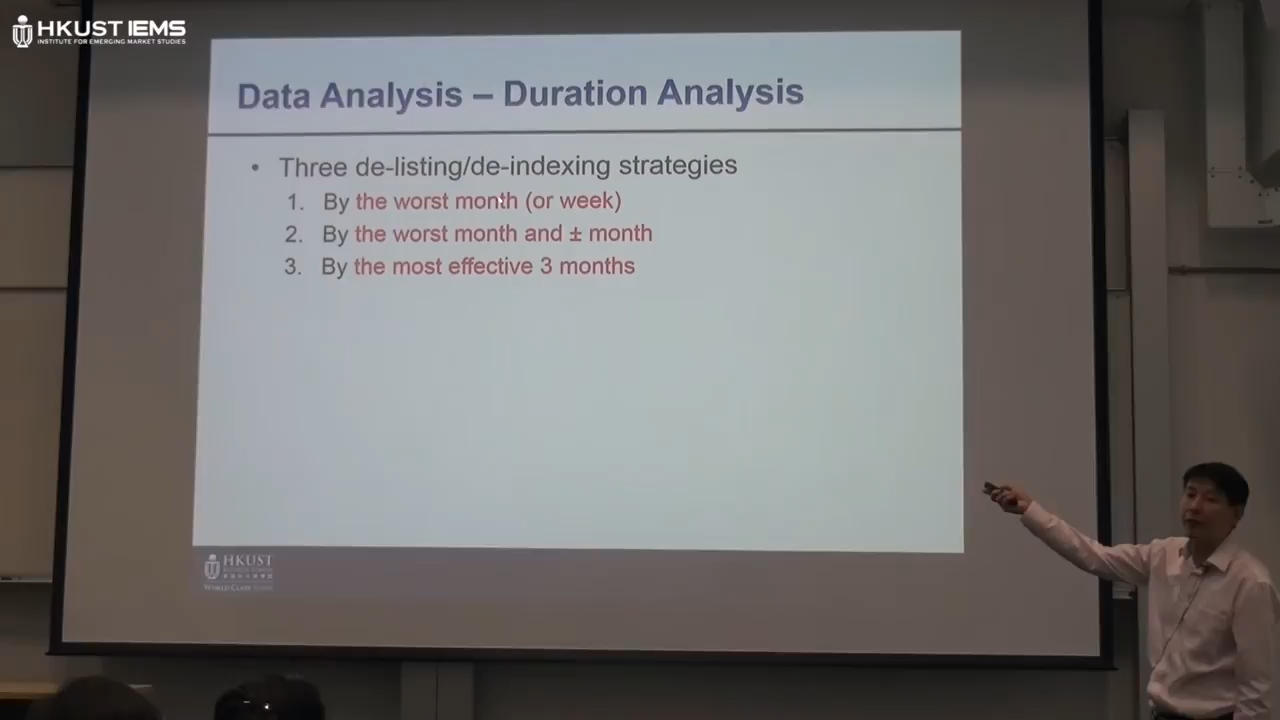 HKUST IEMS
INSTITUTE FOR EMERGING MARKET STUDIES
Data Analysis – Duration Analysis
• Three de-listing/de-indexing strategies
1. By the worst month (or week)
2. By the worst month and ± month
3. By the most effective 3 months
HKUST